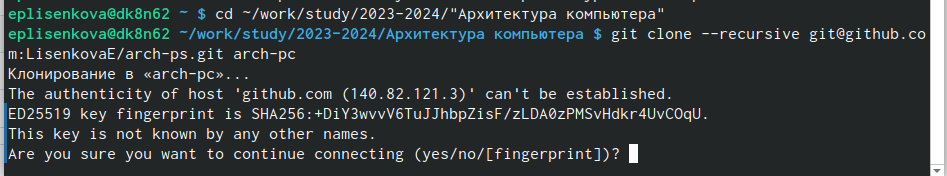 eplisenkova@dk8n62 ~ $ cd ~/work/study/2023-2024/"Архитектура компьютера"
eplisenkova@dk8n62 ~/work/study/2023-2024/Архитектура компьютера $ git clone --recursive git@github.co
m:LisenkovaE/arch-ps.git arch-pc
Клонирование в «arch-pc»...
The authenticity of host 'github.com (140.82.121.3)' can't be established.
ED25519 key fingerprint is SHA256:+DiY3wvvV6TuJJhbpZisF/zLDA0zPMSvHdkr4UvCOqU.
This key is not known by any other names.
Are you sure you want to continue connecting (yes/no/[fingerprint])?